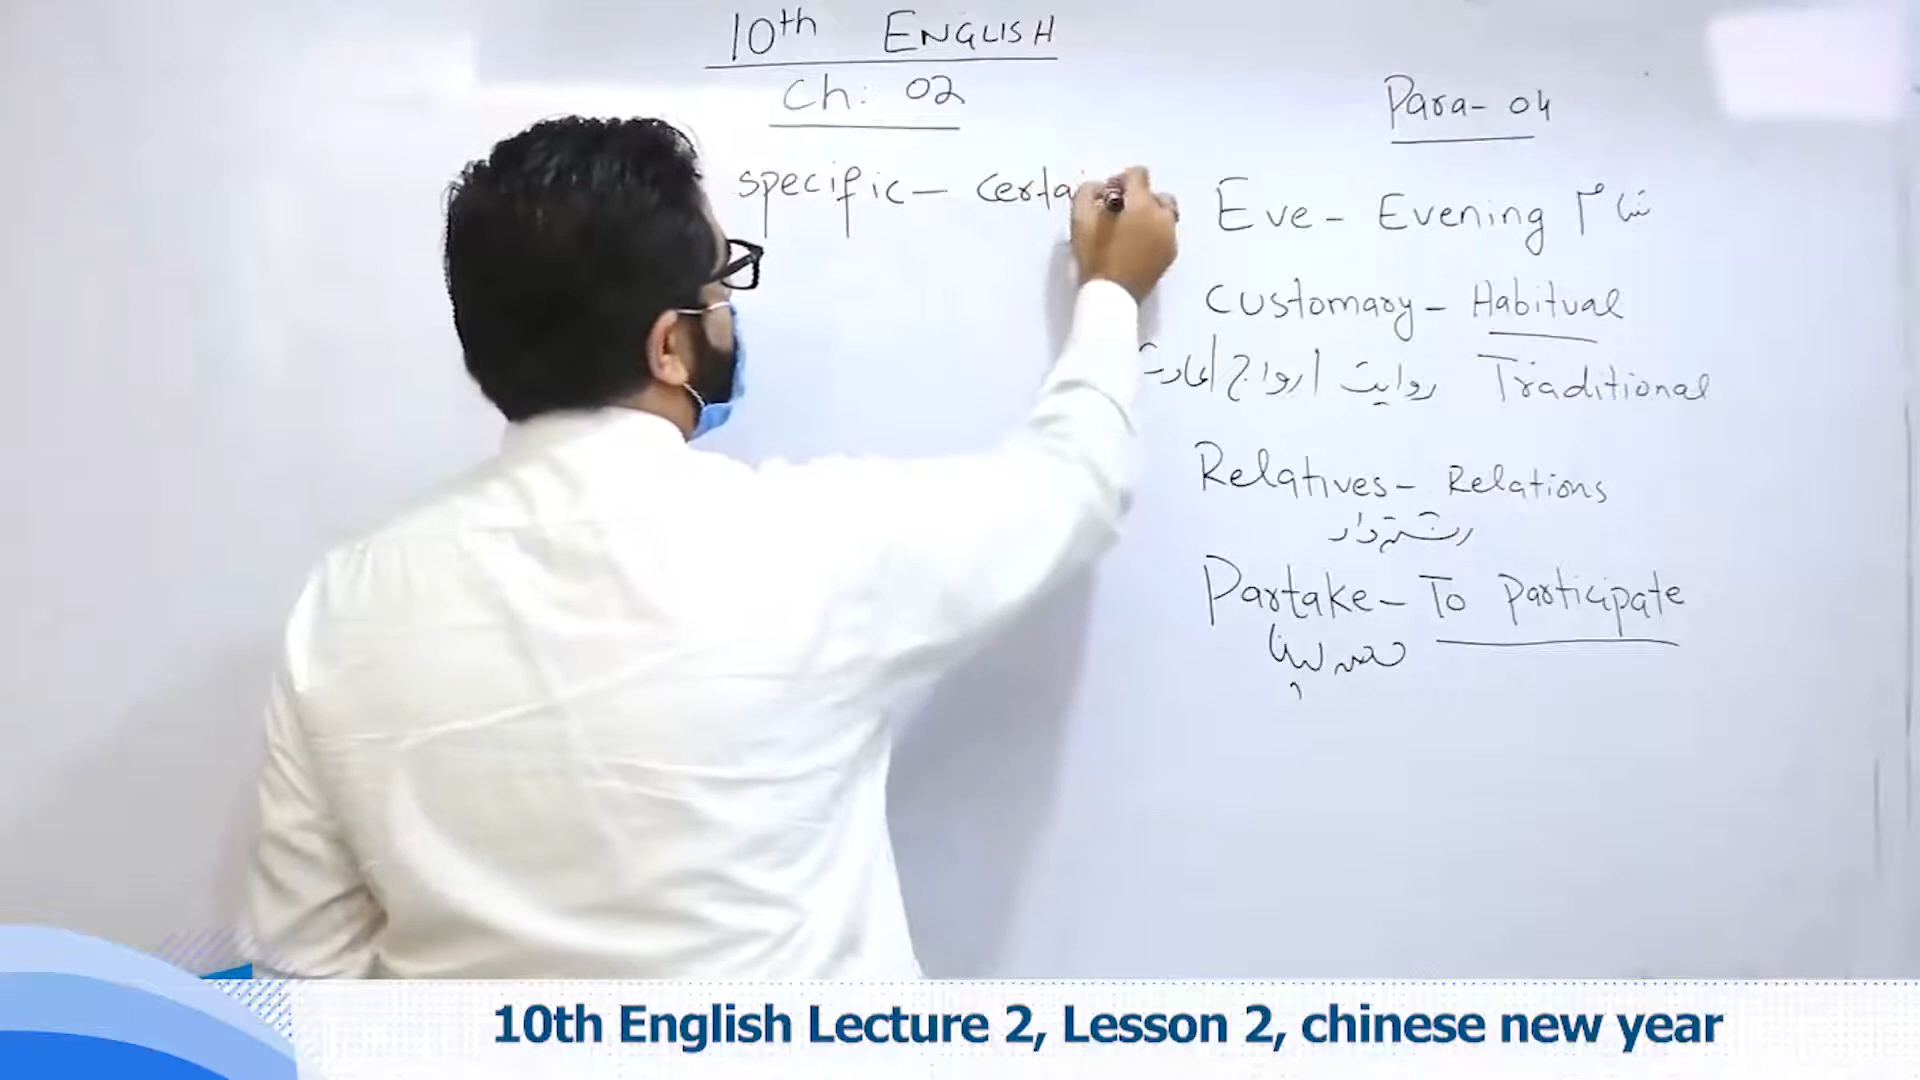 10th ENGLISH
Ch: 02
specific – certai
Para- 04
Eve – Evening شام
Customary – Habitual
روایت / رواج / عادت Traditional
Relatives – Relations
رشتہ دار
Partake – To participate
حصہ لینا
10th English Lecture 2, Lesson 2, chinese new year